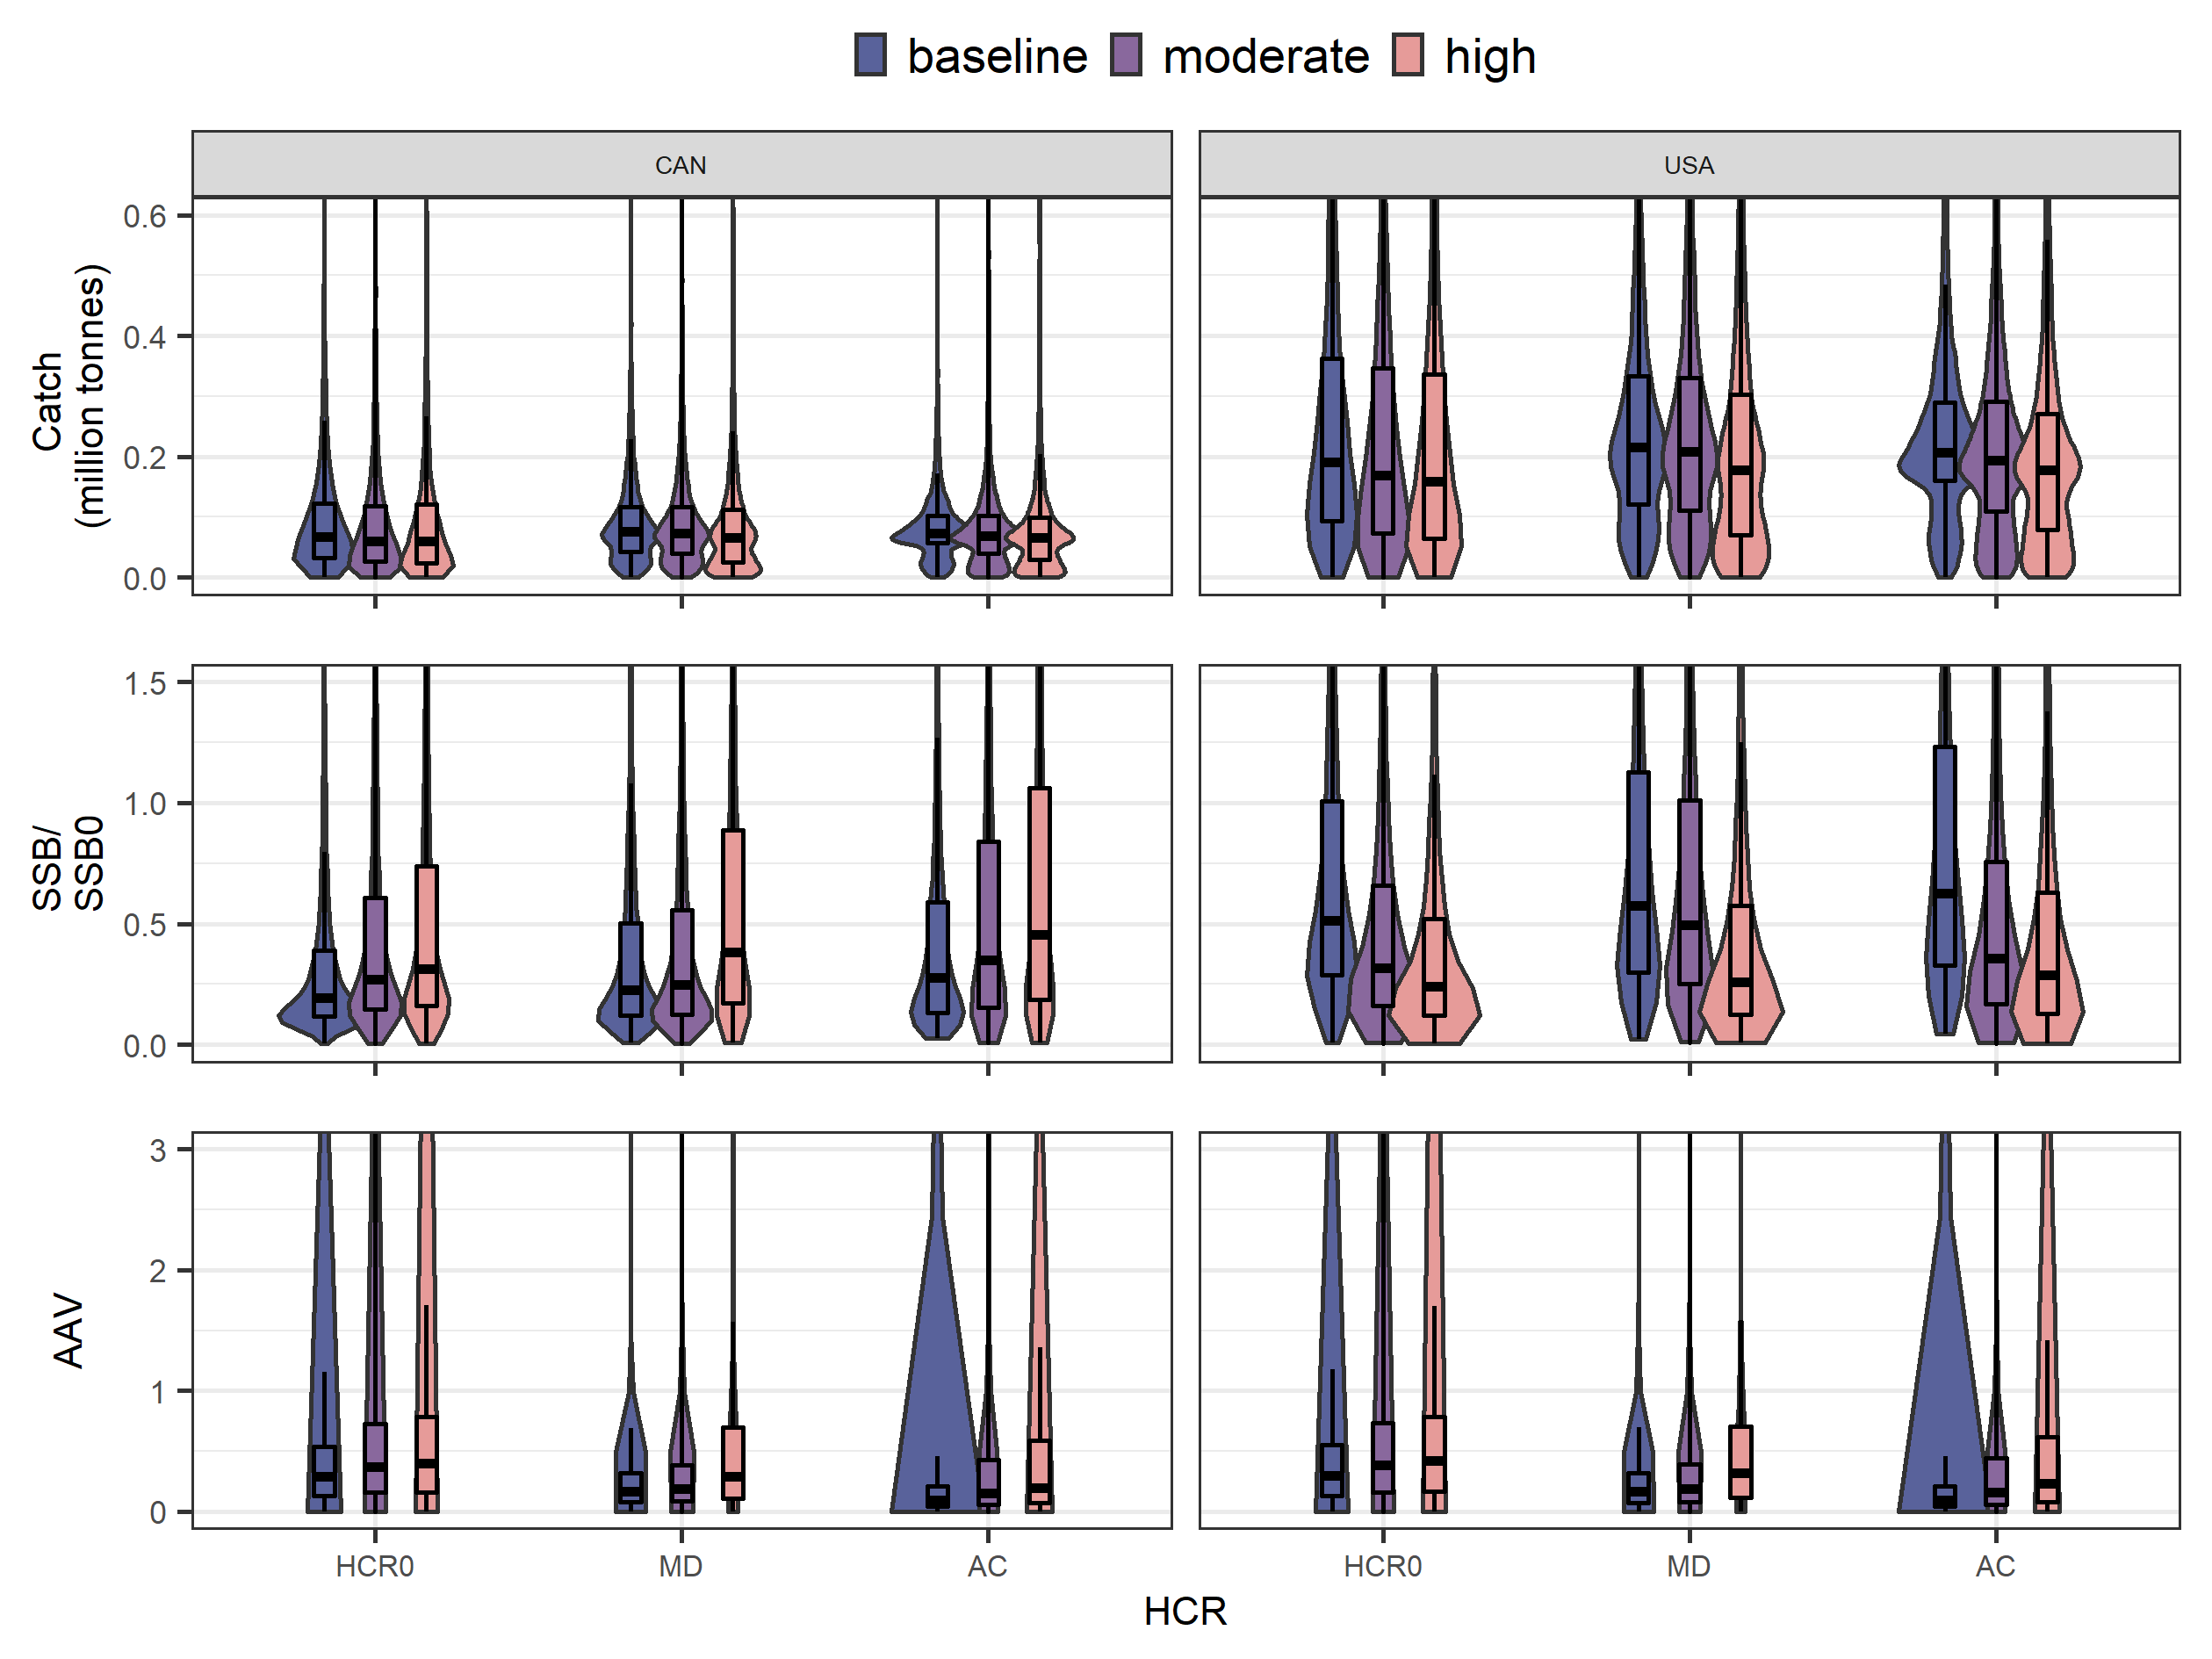 baseline moderate high
CAN USA
Catch
(million tonnes)
0.6
0.4
0.2
0.0
SSB/
SSB0
1.5
1.0
0.5
0.0
AAV
3
2
1
0
HCR0 MD AC HCR0 MD AC
HCR